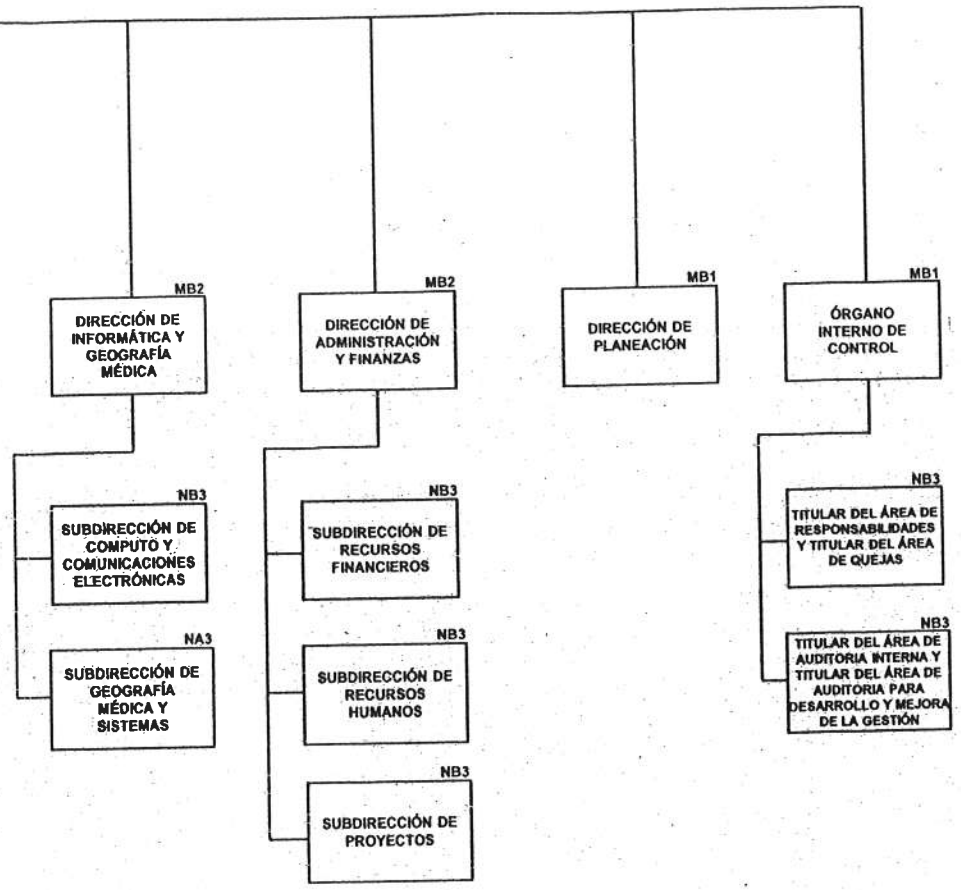 MB2
DIRECCIÓN DE
INFORMÁTICA Y
GEOGRAFÍA
MÉDICA
MB2
DIRECCIÓN DE
ADMINISTRACIÓN
Y FINANZAS
MB1
DIRECCIÓN DE
PLANEACIÓN
MB1
ÓRGANO
INTERNO DE
CONTROL
NB3
SUBDIRECCIÓN DE
COMPUTO Y
COMUNICACIONES
ELECTRÓNICAS
NA3
SUBDIRECCIÓN DE
GEOGRAFÍA
MÉDICA Y
SISTEMAS
NB3
SUBDIRECCIÓN DE
RECURSOS
FINANCIEROS
NB3
SUBDIRECCIÓN DE
RECURSOS
HUMANOS
NB3
SUBDIRECCIÓN DE
PROYECTOS
NB3
TITULAR DEL ÁREA DE
RESPONSABILIDADES
Y TITULAR DEL ÁREA
DE QUEJAS
NB3
TITULAR DEL ÁREA DE
AUDITORIA INTERNA Y
TITULAR DEL ÁREA DE
AUDITORIA PARA
DESARROLLO Y MEJORA
DE LA GESTIÓN